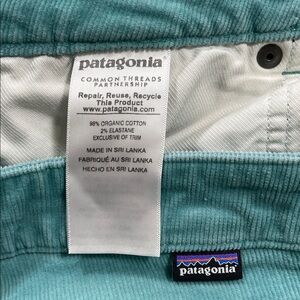 patagonia
COMMON THREADS
PARTNERSHIP
Repair, Reuse, Recycle
This Product
www.patagonia.com
98% ORGANIC COTTON
2% ELASTANE
EXCLUSIVE OF TRIM
MADE IN SRI LANKA
FABRIQUÉ AU SRI LANKA
HECHO EN SRI LANKA
patagonia